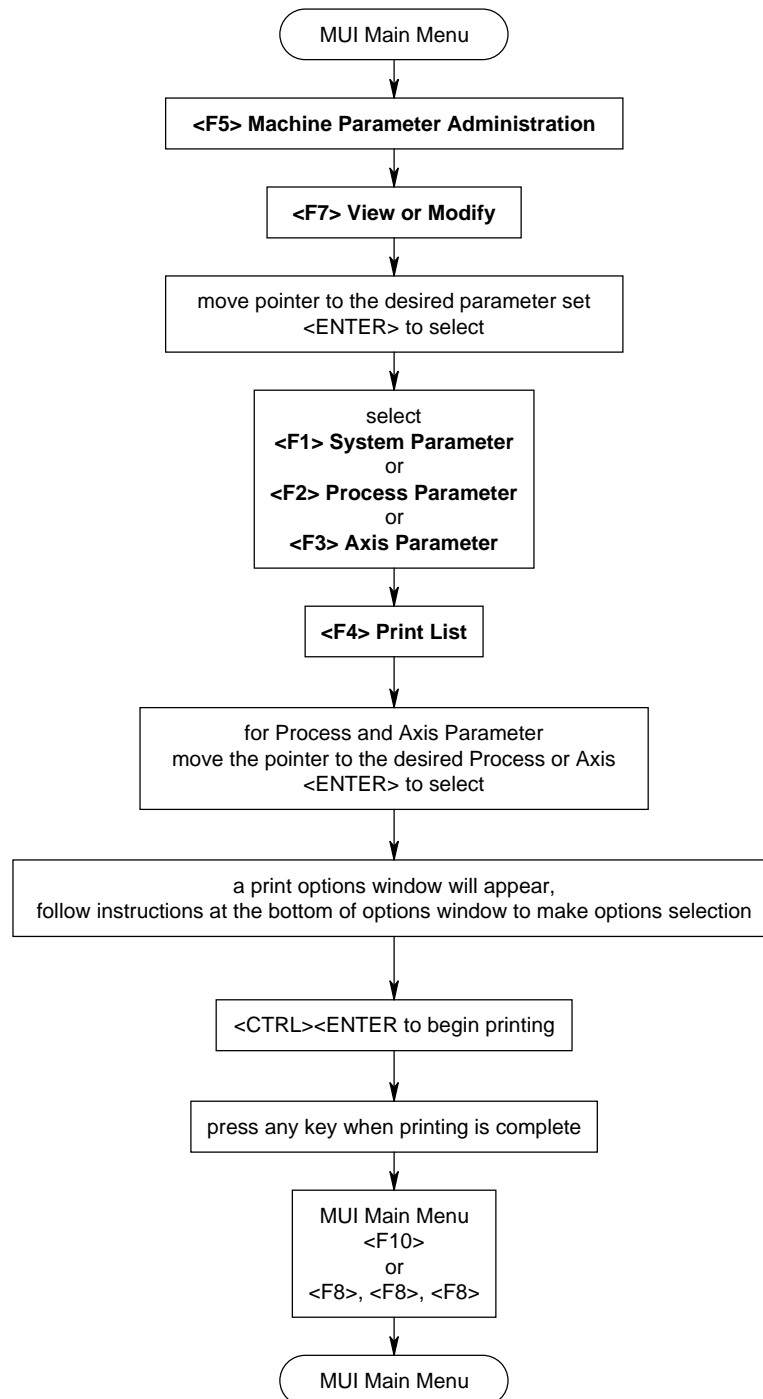 MUI Main Menu
<F5> Machine Parameter Administration
<F7> View or Modify
move pointer to the desired parameter set
<ENTER> to select
select
<F1> System Parameter
or
<F2> Process Parameter
or
<F3> Axis Parameter
<F4> Print List
for Process and Axis Parameter
move the pointer to the desired Process or Axis
<ENTER> to select
a print options window will appear,
follow instructions at the bottom of options window to make options selection
<CTRL><ENTER to begin printing
press any key when printing is complete
MUI Main Menu
<F10>
or
<F8>, <F8>, <F8>
MUI Main Menu